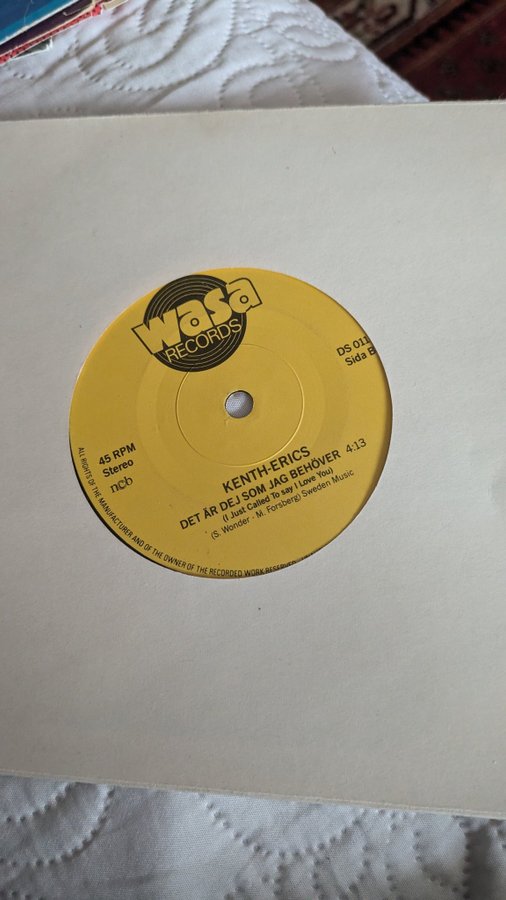 wasa
RECORDS
DS 011
Sida B
45 RPM
Stereo
ncb
KENTH-ERICS
DET ÄR DEJ SOM JAG BEHÖVER 4:13
(I Just Called To say I Love You)
(S. Wonder - M. Forsberg) Sweden Music
ALL RIGHTS OF THE MANUFACTURER AND OF THE OWNER OF THE RECORDED WORK RESERVED